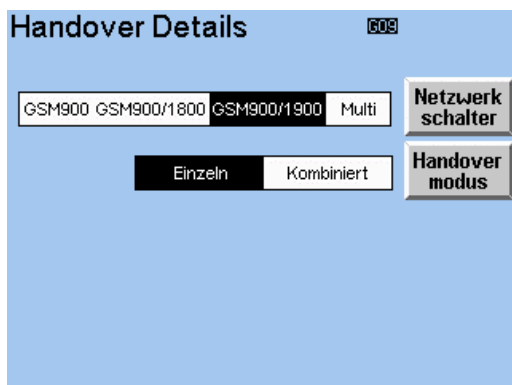 Handover Details G09
GSM900 GSM900/1800 GSM900/1900 Multi
Netzwerk
schalter
Einzeln Kombiniert
Handover
modus